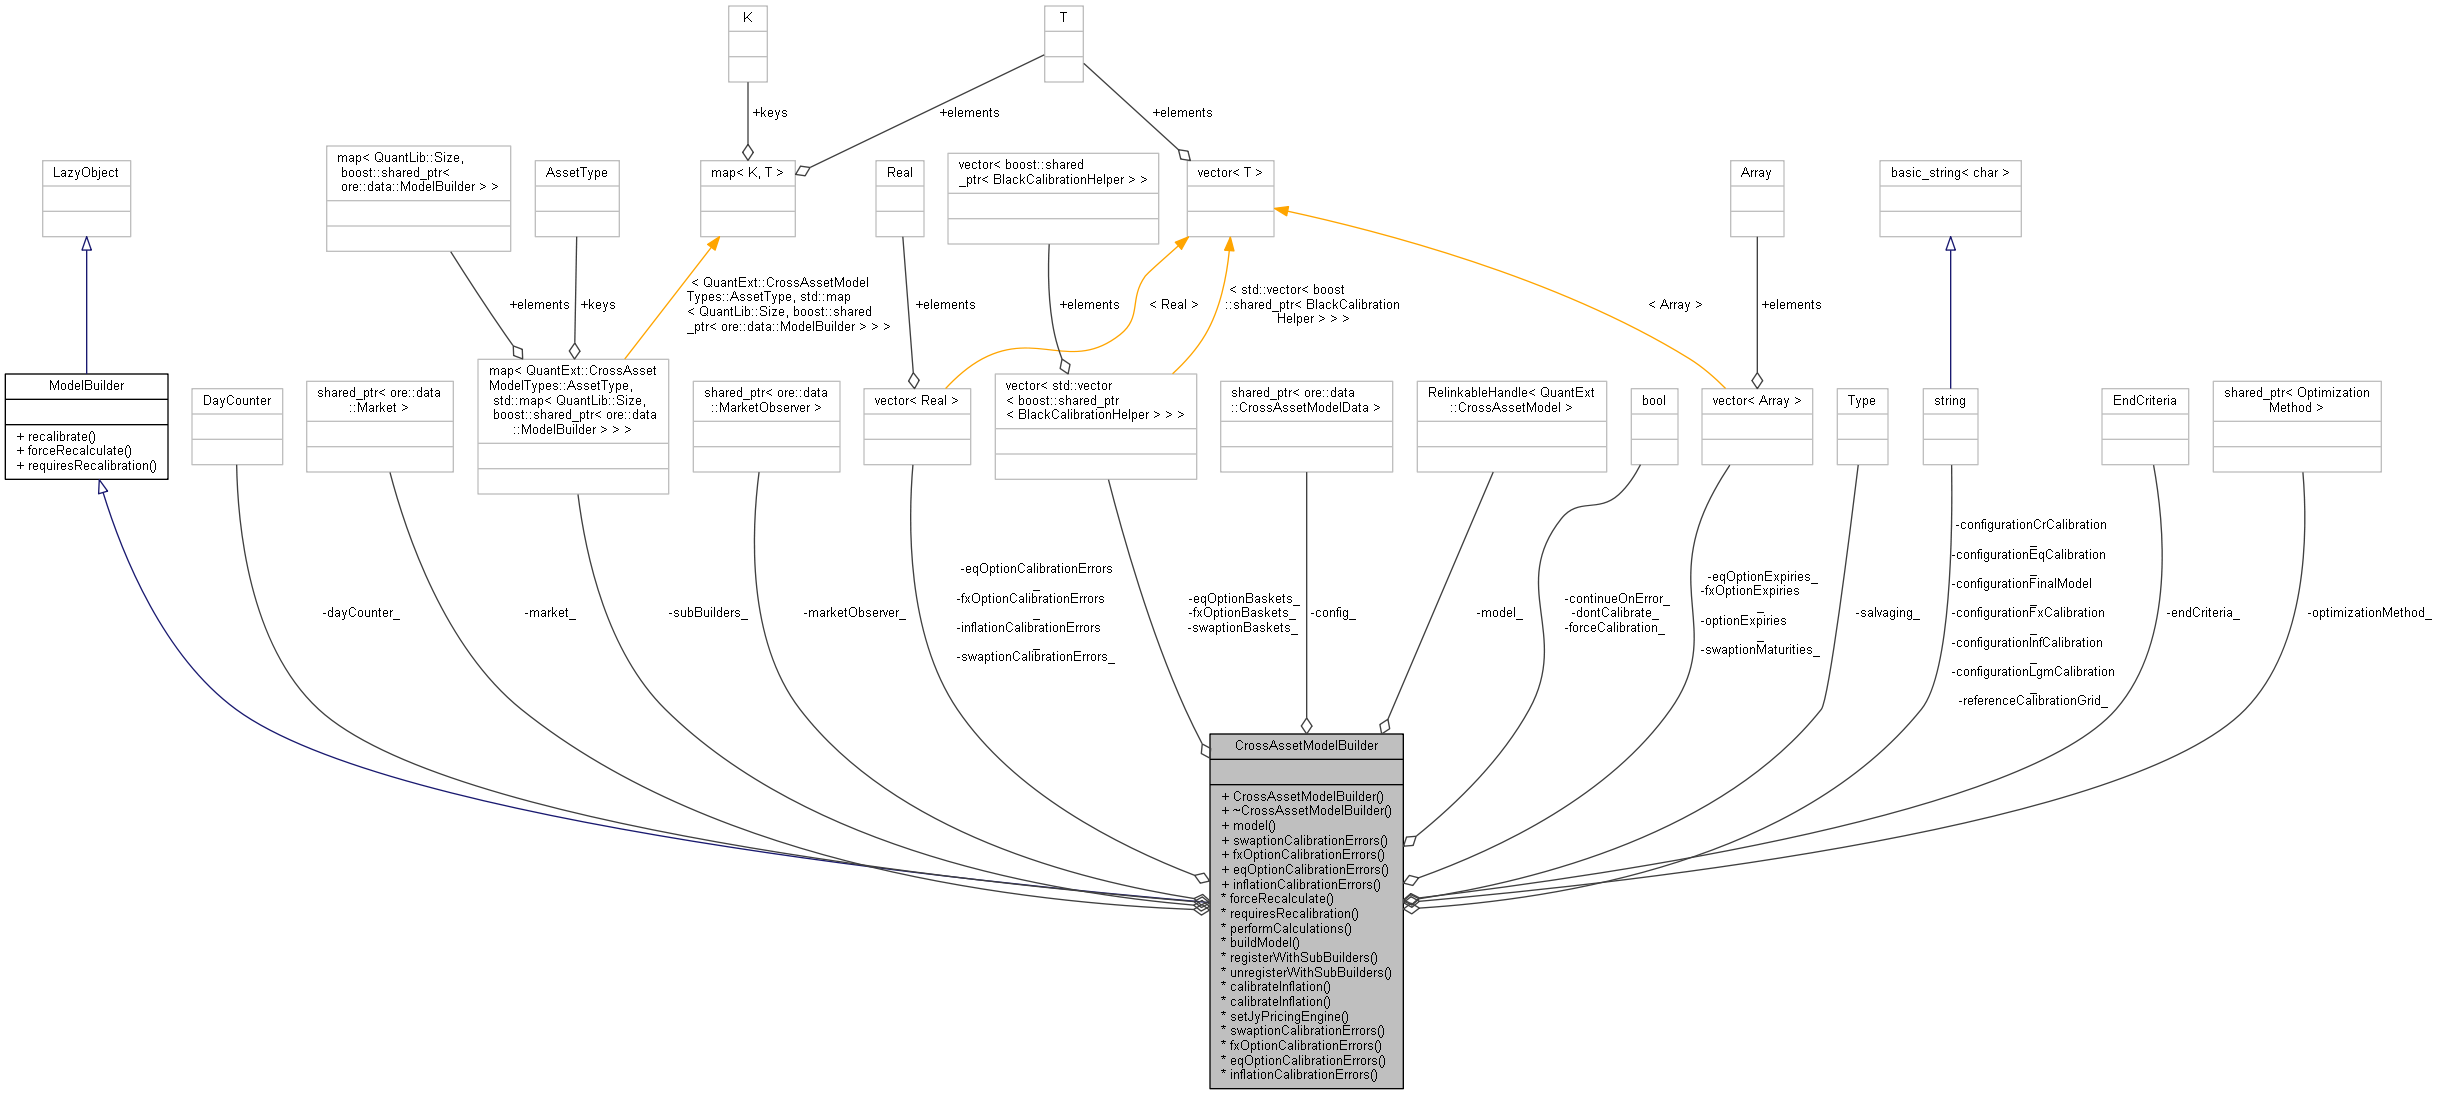 K
T
+keys
+elements
+elements
LazyObject
map< QuantLib::Size,
boost::shared_ptr<
ore::data::ModelBuilder > >
AssetType
map< K, T >
Real
vector< boost::shared
_ptr< BlackCalibrationHelper > >
vector< T >
Array
basic_string< char >
+elements
+keys
< QuantExt::CrossAssetModel
Types::AssetType, std::map
< QuantLib::Size, boost::shared
_ptr< ore::data::ModelBuilder > > >
+elements
+elements
< Real >
< std::vector< boost
::shared_ptr< BlackCalibration
Helper > > >
< Array >
+elements
ModelBuilder
+ recalibrate()
+ forceRecalculate()
+ requiresRecalibration()
DayCounter
shared_ptr< ore::data
::Market >
map< QuantExt::CrossAsset
ModelTypes::AssetType,
std::map< QuantLib::Size,
boost::shared_ptr< ore::data
::ModelBuilder > > >
shared_ptr< ore::data
::MarketObserver >
vector< Real >
vector< std::vector
< boost::shared_ptr
< BlackCalibrationHelper > > >
shared_ptr< ore::data
::CrossAssetModelData >
RelinkableHandle< QuantExt
::CrossAssetModel >
bool
vector< Array >
Type
string
EndCriteria
shared_ptr< Optimization
Method >
-dayCounter_
-market_
-subBuilders_
-marketObserver_
-eqOptionCalibrationErrors
_
-fxOptionCalibrationErrors
_
-inflationCalibrationErrors
_
-swaptionCalibrationErrors_
-eqOptionBaskets_
-fxOptionBaskets_
-swaptionBaskets_
-config_
-model_
-continueOnError_
-dontCalibrate_
-forceCalibration_
-eqOptionExpiries_
-fxOptionExpiries
_
-optionExpiries
_
-swaptionMaturities_
-salvaging_
-configurationCrCalibration
_
-configurationEqCalibration
_
-configurationFinalModel
_
-configurationFxCalibration
_
-configurationInfCalibration
_
-configurationLgmCalibration
_
-referenceCalibrationGrid_
-endCriteria_
-optimizationMethod_
CrossAssetModelBuilder
+ CrossAssetModelBuilder()
+ ~CrossAssetModelBuilder()
+ model()
+ swaptionCalibrationErrors()
+ fxOptionCalibrationErrors()
+ eqOptionCalibrationErrors()
+ inflationCalibrationErrors()
* forceRecalculate()
* requiresRecalibration()
* performCalculations()
* buildModel()
* registerWithSubBuilders()
* unregisterWithSubBuilders()
* calibrateInflation()
* calibrateInflation()
* setJyPricingEngine()
* swaptionCalibrationErrors()
* fxOptionCalibrationErrors()
* eqOptionCalibrationErrors()
* inflationCalibrationErrors()